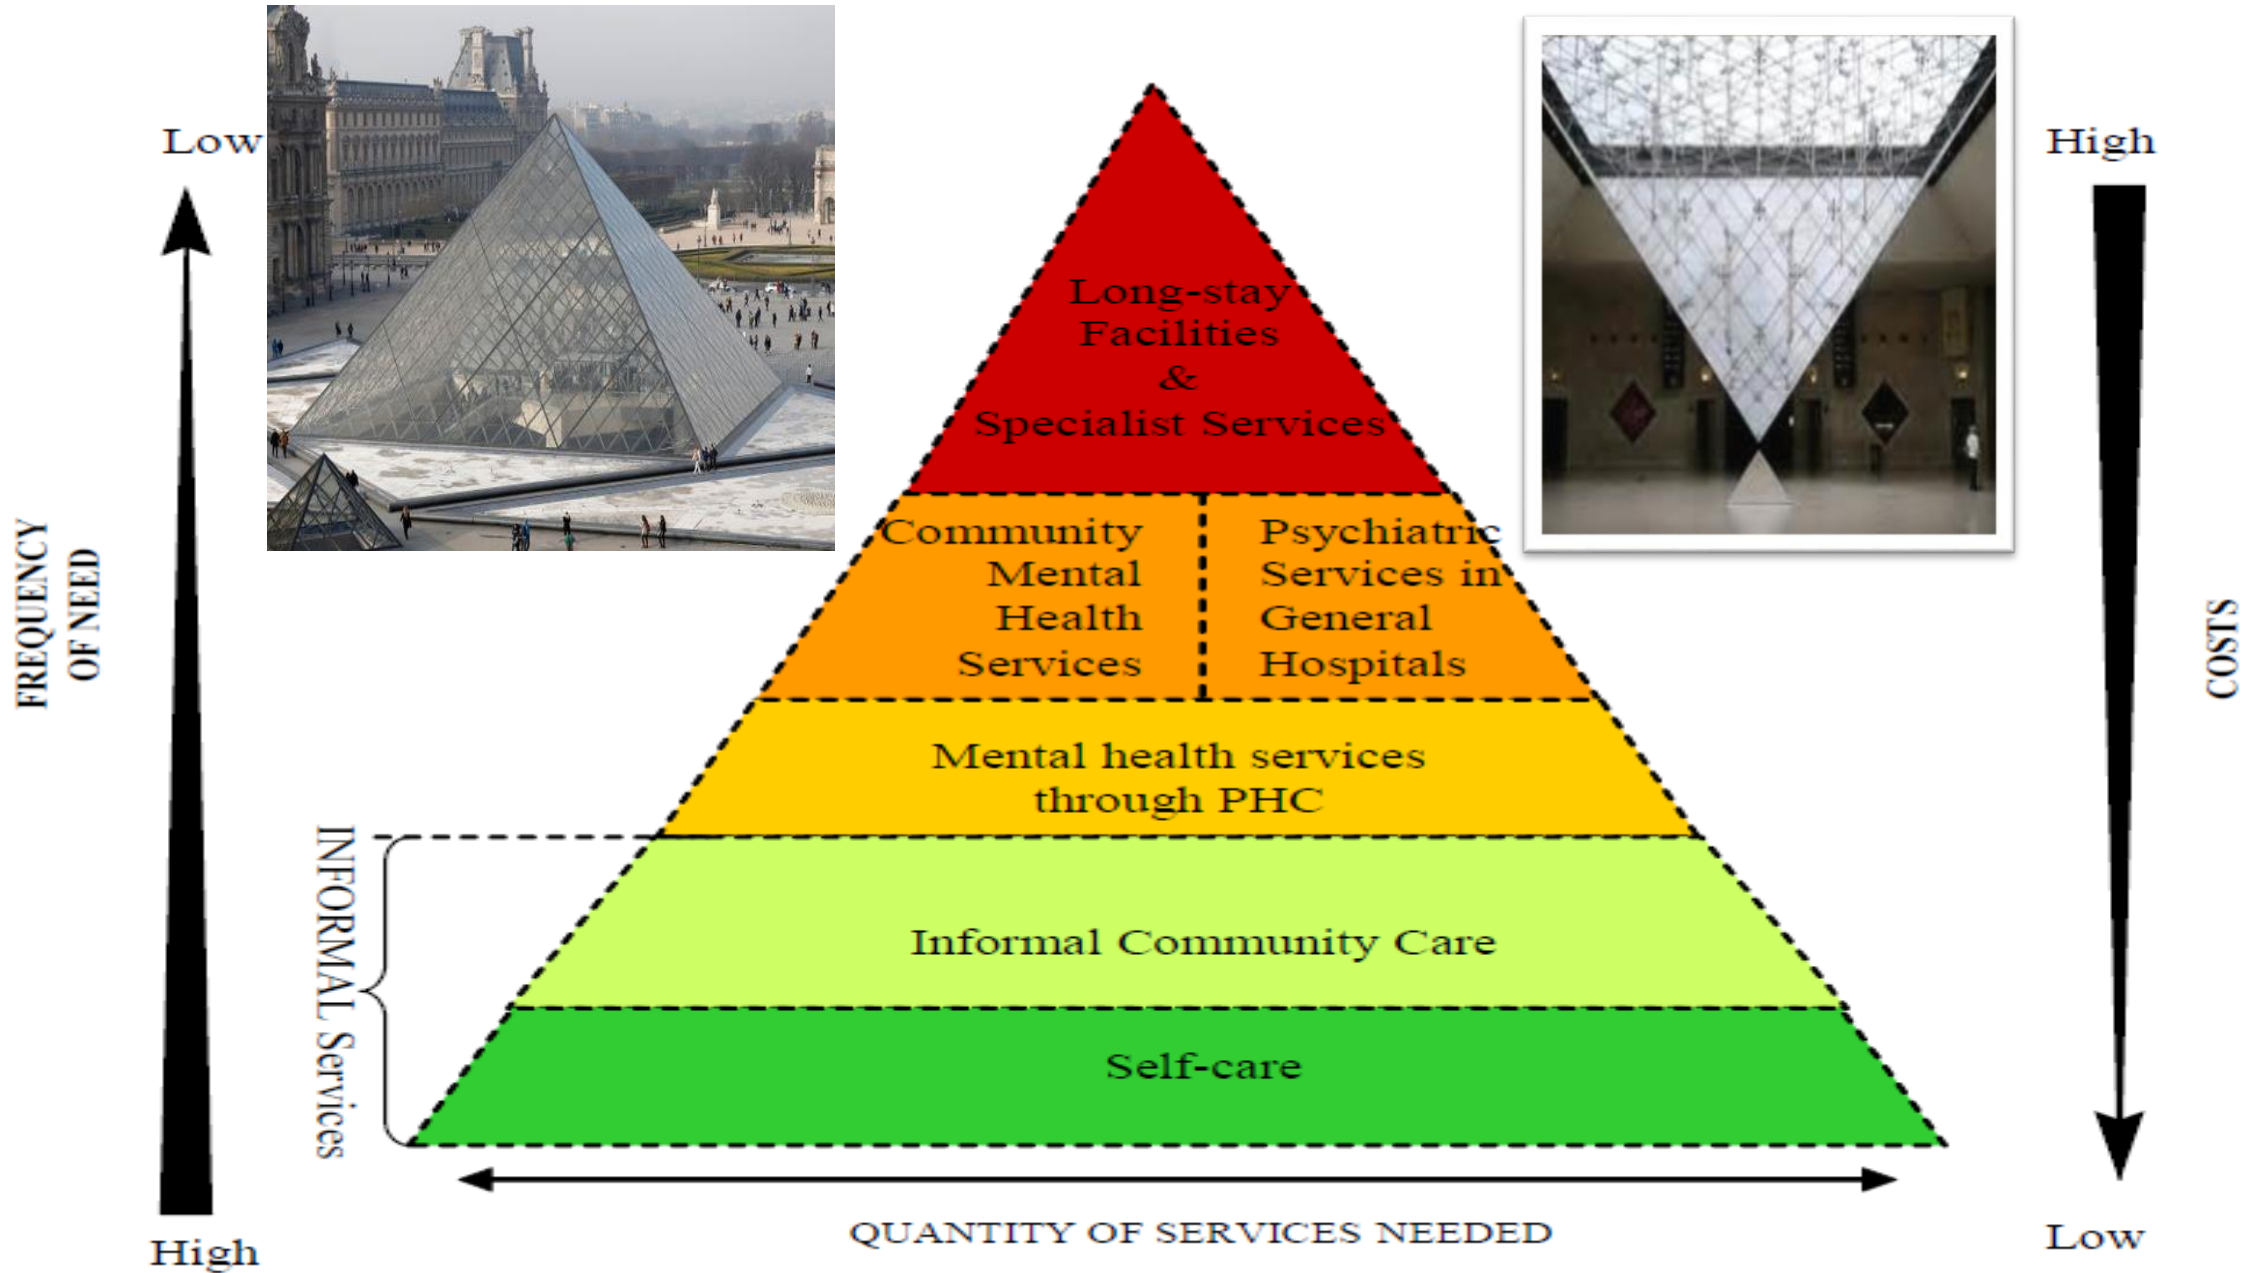 Low
High
Long-stay
Facilities
&
Specialist Services
FREQUENCY
OF NEED
Community
Mental
Health
Services
Psychiatric
Services in
General
Hospitals
COSTS
Mental health services
through PHC
INFORMAL Services
Informal Community Care
Self-care
QUANTITY OF SERVICES NEEDED
High
Low